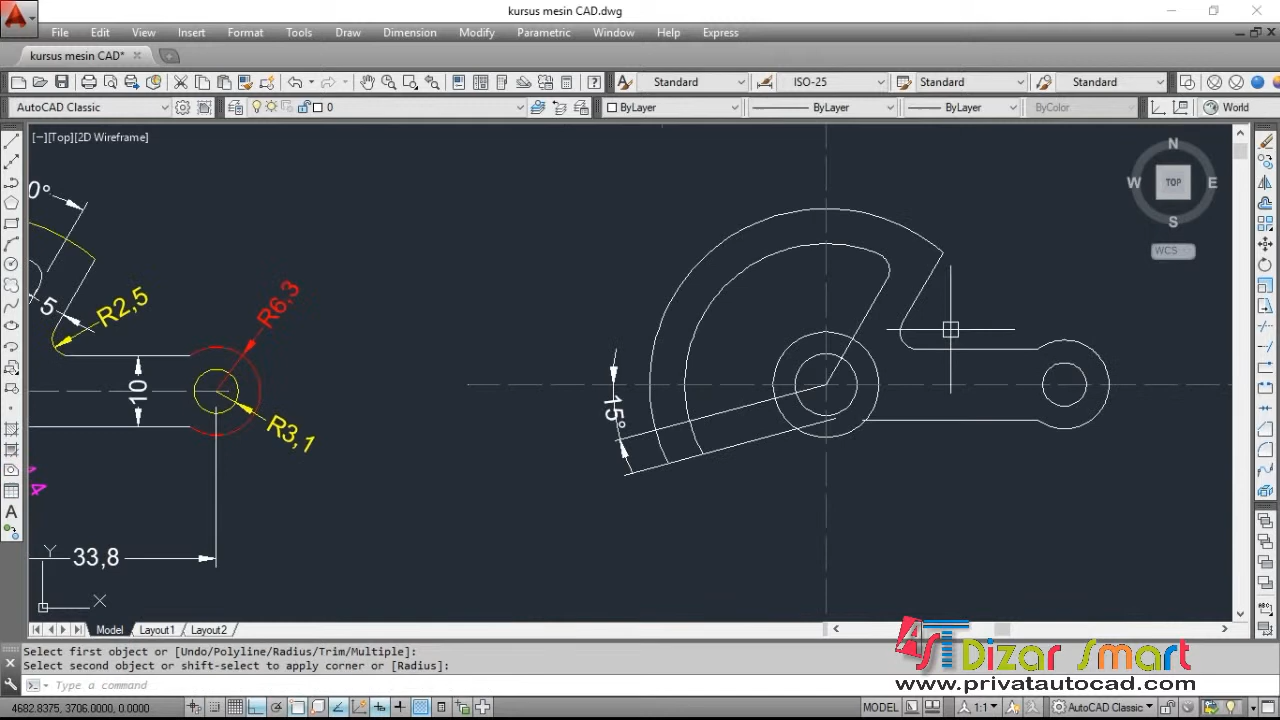 kursus mesin CAD.dwg
File Edit View Insert Format Tools Draw Dimension Modify Parametric Window Help Express
kursus mesin CAD*
Standard ISO-25 Standard Standard
AutoCAD Classic 0 ByLayer ByLayer ByLayer ByColor World
[−][Top][2D Wireframe]
N
W TOP E
S
WCS
0°
R6,3
5 R2,5
10
15°
R3,1
4
33,8
Y
X
Model Layout1 Layout2
Select first object or [Undo/Polyline/Radius/Trim/Multiple]:
Select second object or shift-select to apply corner or [Radius]:
Type a command
Dizar Smart
www.privatautocad.com
4682.8375, 3706.0000, 0.0000 MODEL 1:1 AutoCAD Classic